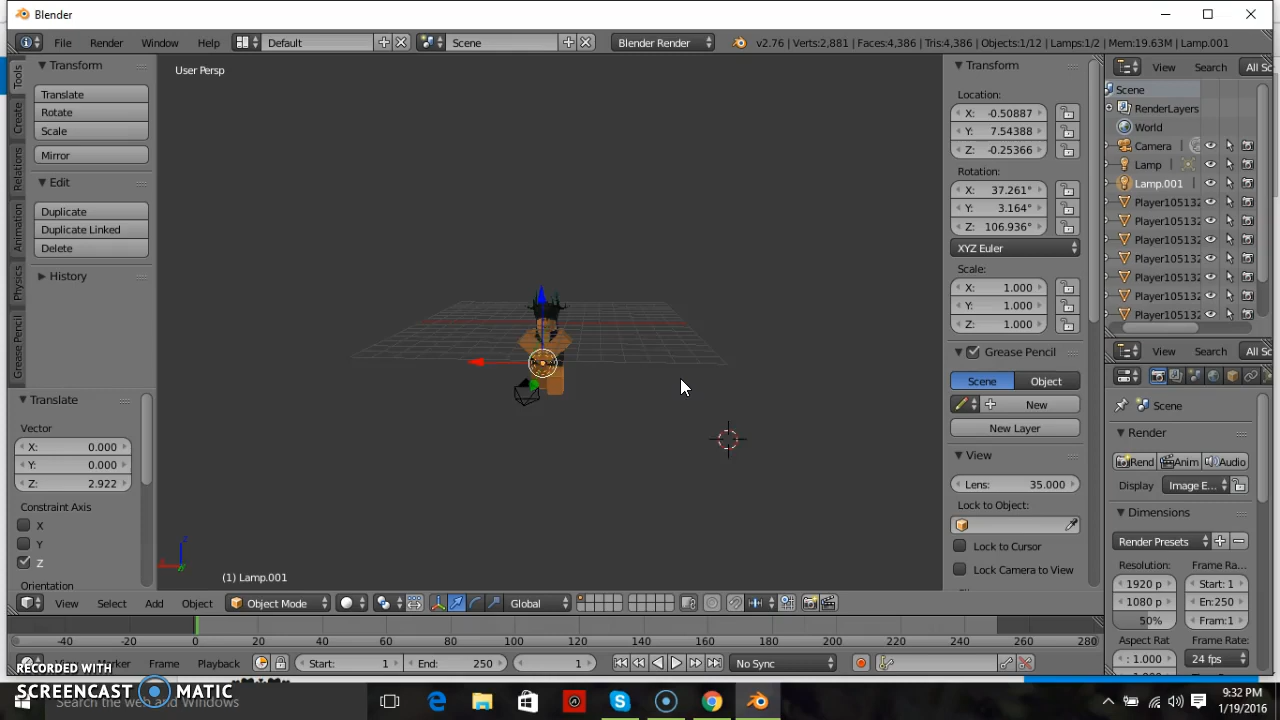 Blender
File Render Window Help Default Scene Blender Render v2.76 | Verts:2,881 | Faces:4,386 | Tris:4,386 | Objects:1/12 | Lamps:1/2 | Mem:19.63M | Lamp.001
Tools
Create
Relations
Animation
Physics
Grease Pencil
Transform
Translate
Rotate
Scale
Mirror
Edit
Duplicate
Duplicate Linked
Delete
History
Translate
Vector
X: 0.000
Y: 0.000
Z: 2.922
Constraint Axis
X
Y
Z
Orientation
User Persp
(1) Lamp.001
View Select Add Object Object Mode Global
Transform
Location:
X: -0.50887
Y: 7.54388
Z: -0.25366
Rotation:
X: 37.261°
Y: 3.164°
Z: 106.936°
XYZ Euler
Scale:
X: 1.000
Y: 1.000
Z: 1.000
Grease Pencil
Scene Object
New
New Layer
View
Lens: 35.000
Lock to Object:
Lock to Cursor
Lock Camera to View
View Search All Sc
Scene
RenderLayers
World
Camera
Lamp
Lamp.001
Player105132
Player105132
Player105132
Player105132
Player105132
Player105132
Player105132
View Search All Sc
Scene
Render
Rend Anim Audio
Display Image E...
Dimensions
Render Presets
Resolution: Frame Ra...
1920 p Start: 1
1080 p En:250
50% Fram:1
Aspect Rat Frame Rate:
: 1.000 24 fps
-40 -20 0 20 40 60 80 100 120 140 160 180 200 220 240 260 280
Marker Frame Playback Start: 1 End: 250 1 No Sync
RECORDED WITH
SCREENCAST MATIC
Search the web and Windows
9:32 PM
1/19/2016